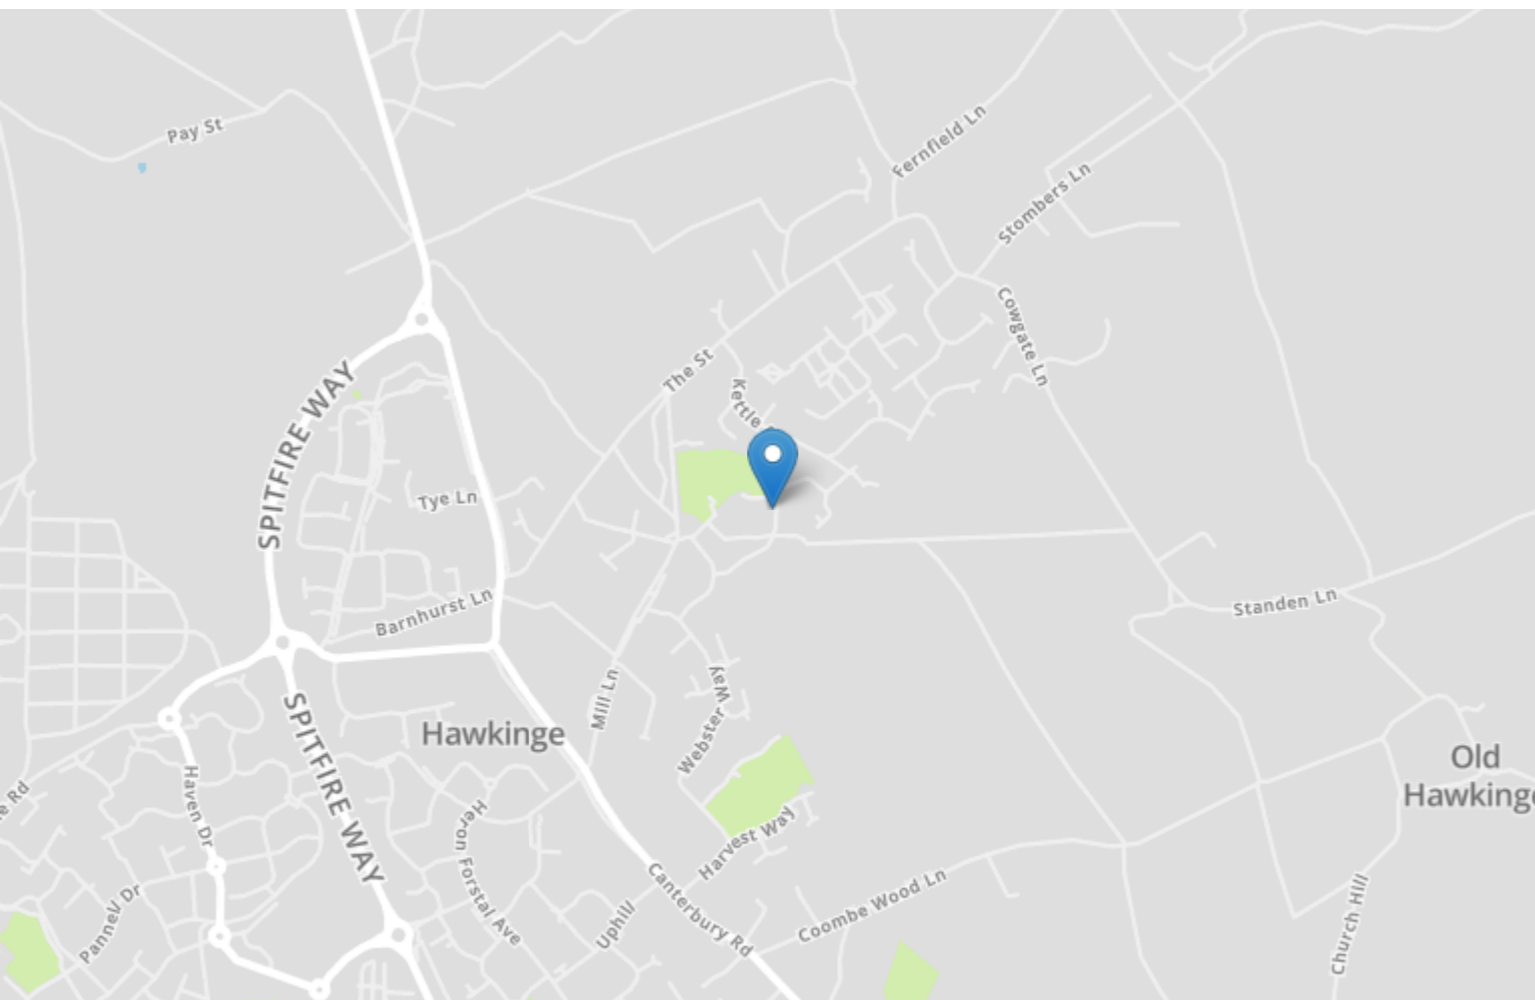 Pay St
Fernfield Ln
Stombers Ln
Cowgate Ln
The St
SPITFIRE WAY
Kettle
Tye Ln
Barnhurst Ln
Standen Ln
Mill Ln
Webster Way
SPITFIRE WAY
Hawkinge
Old
Hawkinge
Haven Dr
e Rd
Heron Forstal Ave
Harvest Way
Canterbury Rd
Coombe Wood Ln
Uphill
Pannell Dr
Church Hill